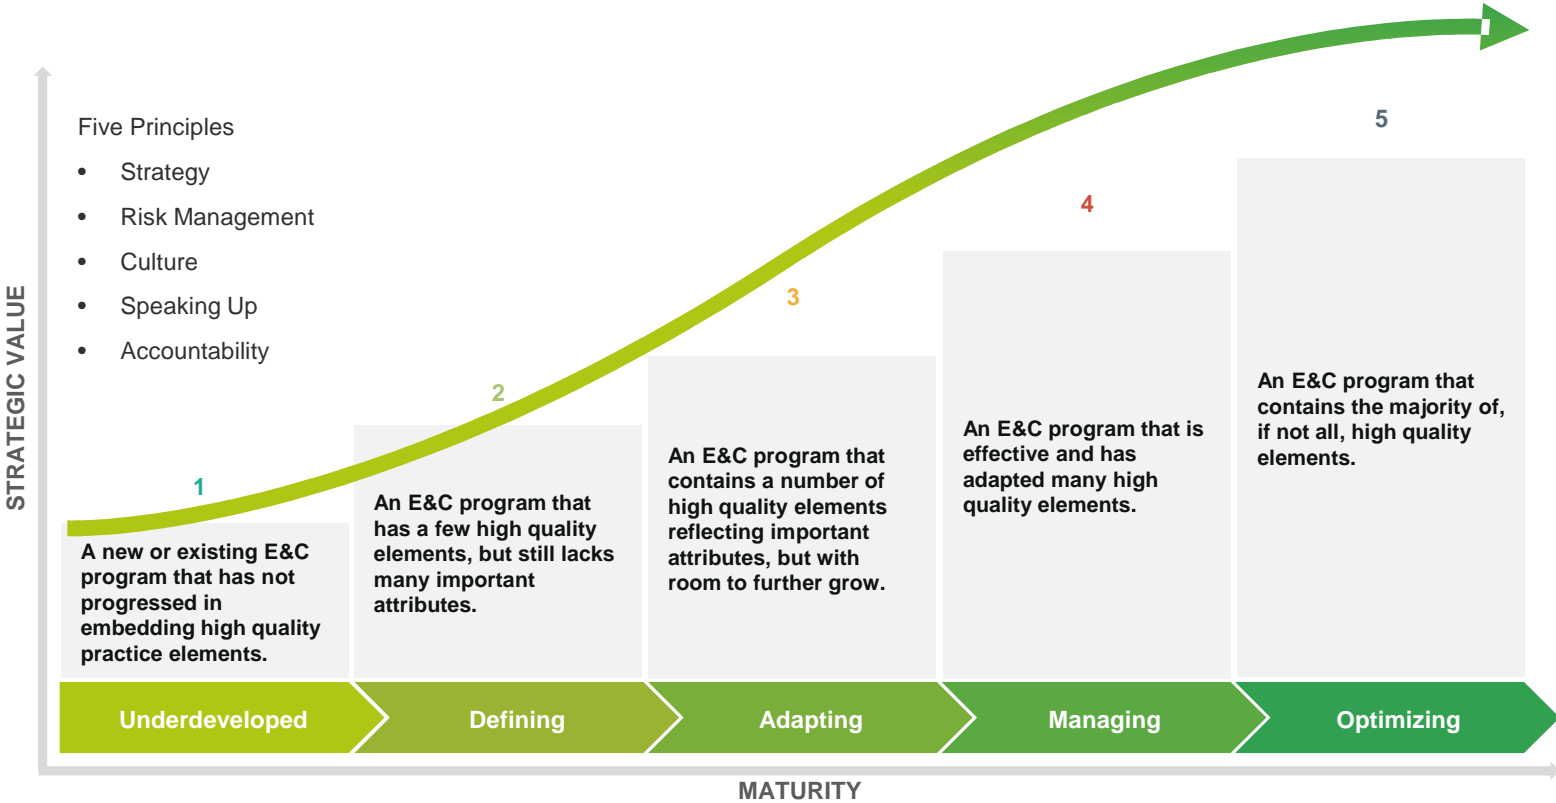 Five Principles
• Strategy
• Risk Management
• Culture
• Speaking Up
• Accountability
STRATEGIC VALUE
1
A new or existing E&C
program that has not
progressed in
embedding high quality
practice elements.
2
An E&C program that
has a few high quality
elements, but still lacks
many important
attributes.
3
An E&C program that
contains a number of
high quality elements
reflecting important
attributes, but with
room to further grow.
4
An E&C program that is
effective and has
adapted many high
quality elements.
5
An E&C program that
contains the majority of,
if not all, high quality
elements.
Underdeveloped
Defining
Adapting
Managing
Optimizing
MATURITY